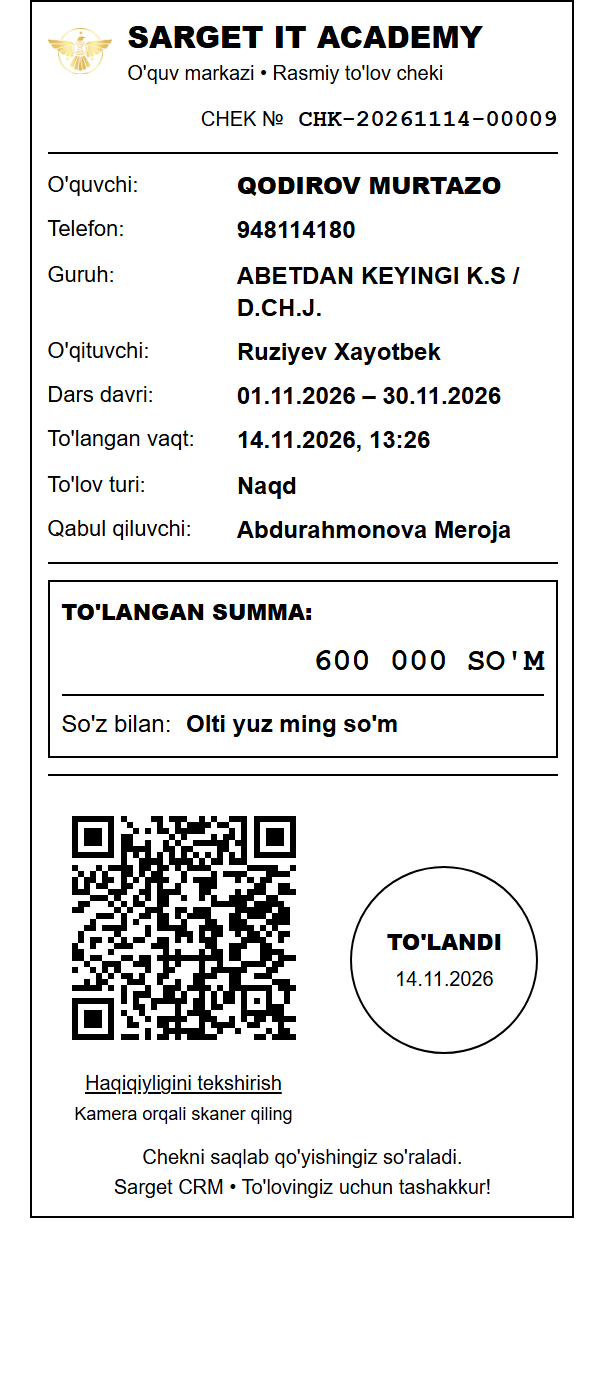 SARGET IT ACADEMY
O'quv markazi • Rasmiy to'lov cheki
CHEK № CHK-20261114-00009
O'quvchi: QODIROV MURTAZO
Telefon: 948114180
Guruh: ABETDAN KEYINGI K.S /
D.CH.J.
O'qituvchi: Ruziyev Xayotbek
Dars davri: 01.11.2026 – 30.11.2026
To'langan vaqt: 14.11.2026, 13:26
To'lov turi: Naqd
Qabul qiluvchi: Abdurahmonova Meroja
TO'LANGAN SUMMA:
600 000 SO'M
So'z bilan: Olti yuz ming so'm
TO'LANDI
14.11.2026
Haqiqiyligini tekshirish
Kamera orqali skaner qiling
Chekni saqlab qo'yishingiz so'raladi.
Sarget CRM • To'lovingiz uchun tashakkur!